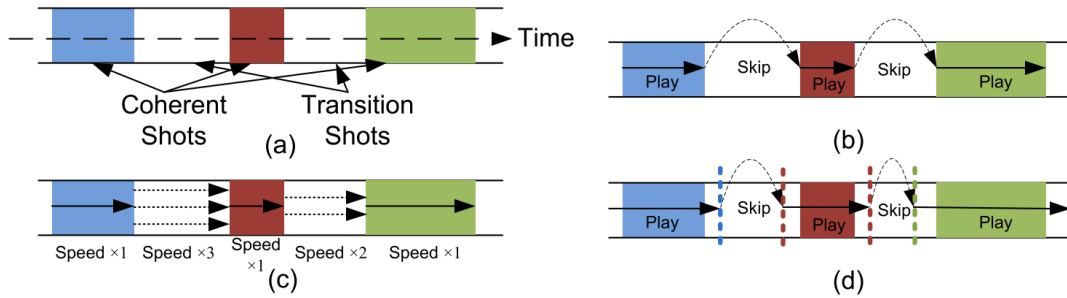 Time
Coherent
Shots
Transition
Shots
(a)
Play
Skip
Play
Skip
Play
(b)
Speed ×1
Speed ×3
Speed
×1
Speed ×2
Speed ×1
(c)
Play
Skip
Play
Skip
Play
(d)